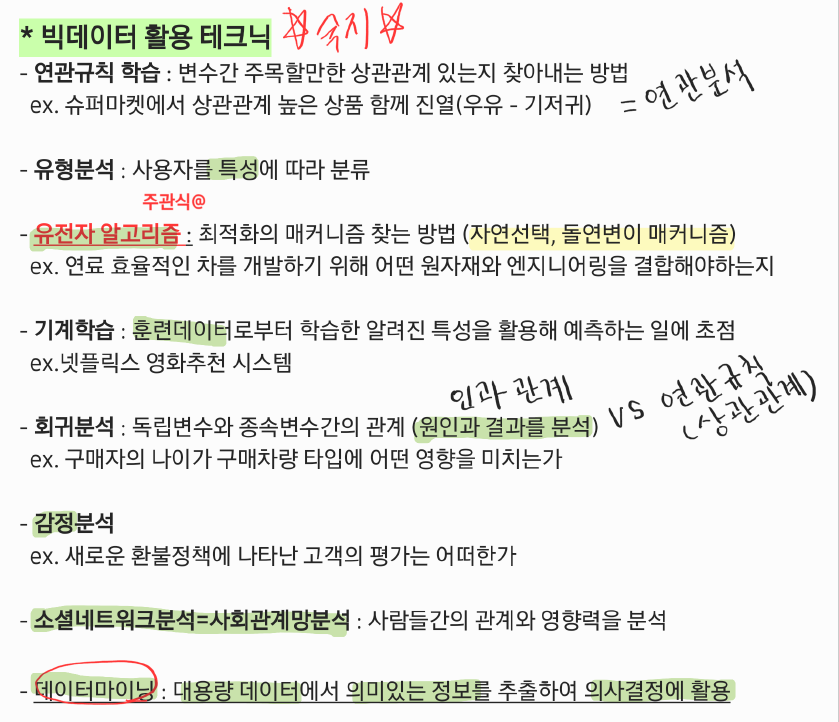 * 빅데이터 활용 테크닉 ☆숙지☆
- 연관규칙 학습 : 변수간 주목할만한 상관관계 있는지 찾아내는 방법
ex. 슈퍼마켓에서 상관관계 높은 상품 함께 진열(우유 - 기저귀) = 연관분석
- 유형분석 : 사용자를 특성에 따라 분류
주관식@
- 유전자 알고리즘 : 최적화의 매커니즘 찾는 방법 (자연선택, 돌연변이 매커니즘)
ex. 연료 효율적인 차를 개발하기 위해 어떤 원자재와 엔지니어링을 결합해야하는지
- 기계학습 : 훈련데이터로부터 학습한 알려진 특성을 활용해 예측하는 일에 초점
ex.넷플릭스 영화추천 시스템
인과 관계 VS 연관규칙
(상관관계)
- 회귀분석 : 독립변수와 종속변수간의 관계 (원인과 결과를 분석)
ex. 구매자의 나이가 구매차량 타입에 어떤 영향을 미치는가
- 감정분석
ex. 새로운 환불정책에 나타난 고객의 평가는 어떠한가
- 소셜네트워크분석=사회관계망분석 : 사람들간의 관계와 영향력을 분석
- 데이터마이닝 : 대용량 데이터에서 의미있는 정보를 추출하여 의사결정에 활용